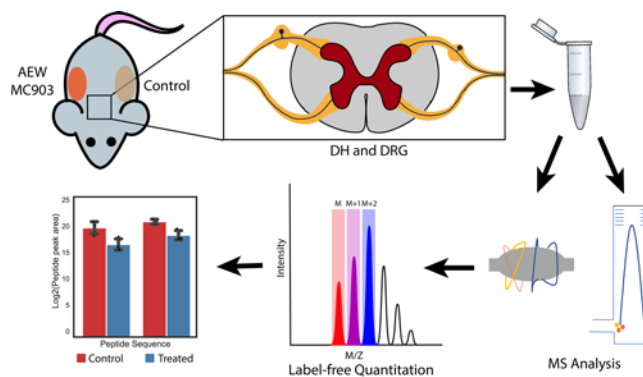 AEW
MC903
Control
DH and DRG
MS Analysis
M M+1 M+2
Intensity
M/Z
Label-free Quantitation
Log2(Peptide peak area)
25
20
15
10
5
0
Peptide Sequence
Control Treated